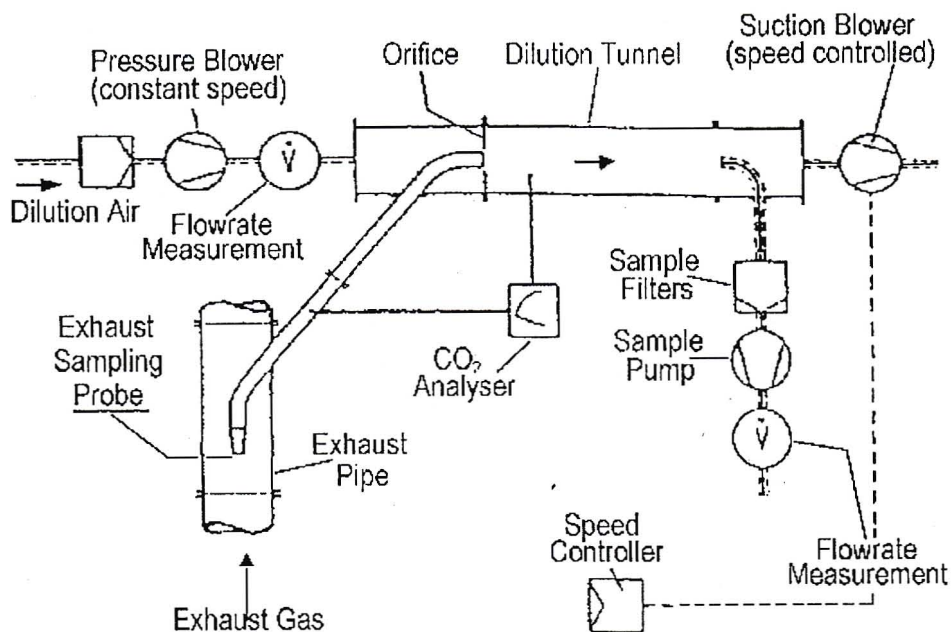 Suction Blower
(speed controlled)
Pressure Blower
(constant speed)
Orifice
Dilution Tunnel
V̇
Dilution Air
Flowrate
Measurement
Sample
Filters
Exhaust
Sampling
Probe
CO₂
Analyser
Sample
Pump
V̇
Exhaust
Pipe
Speed
Controller
Flowrate
Measurement
Exhaust Gas